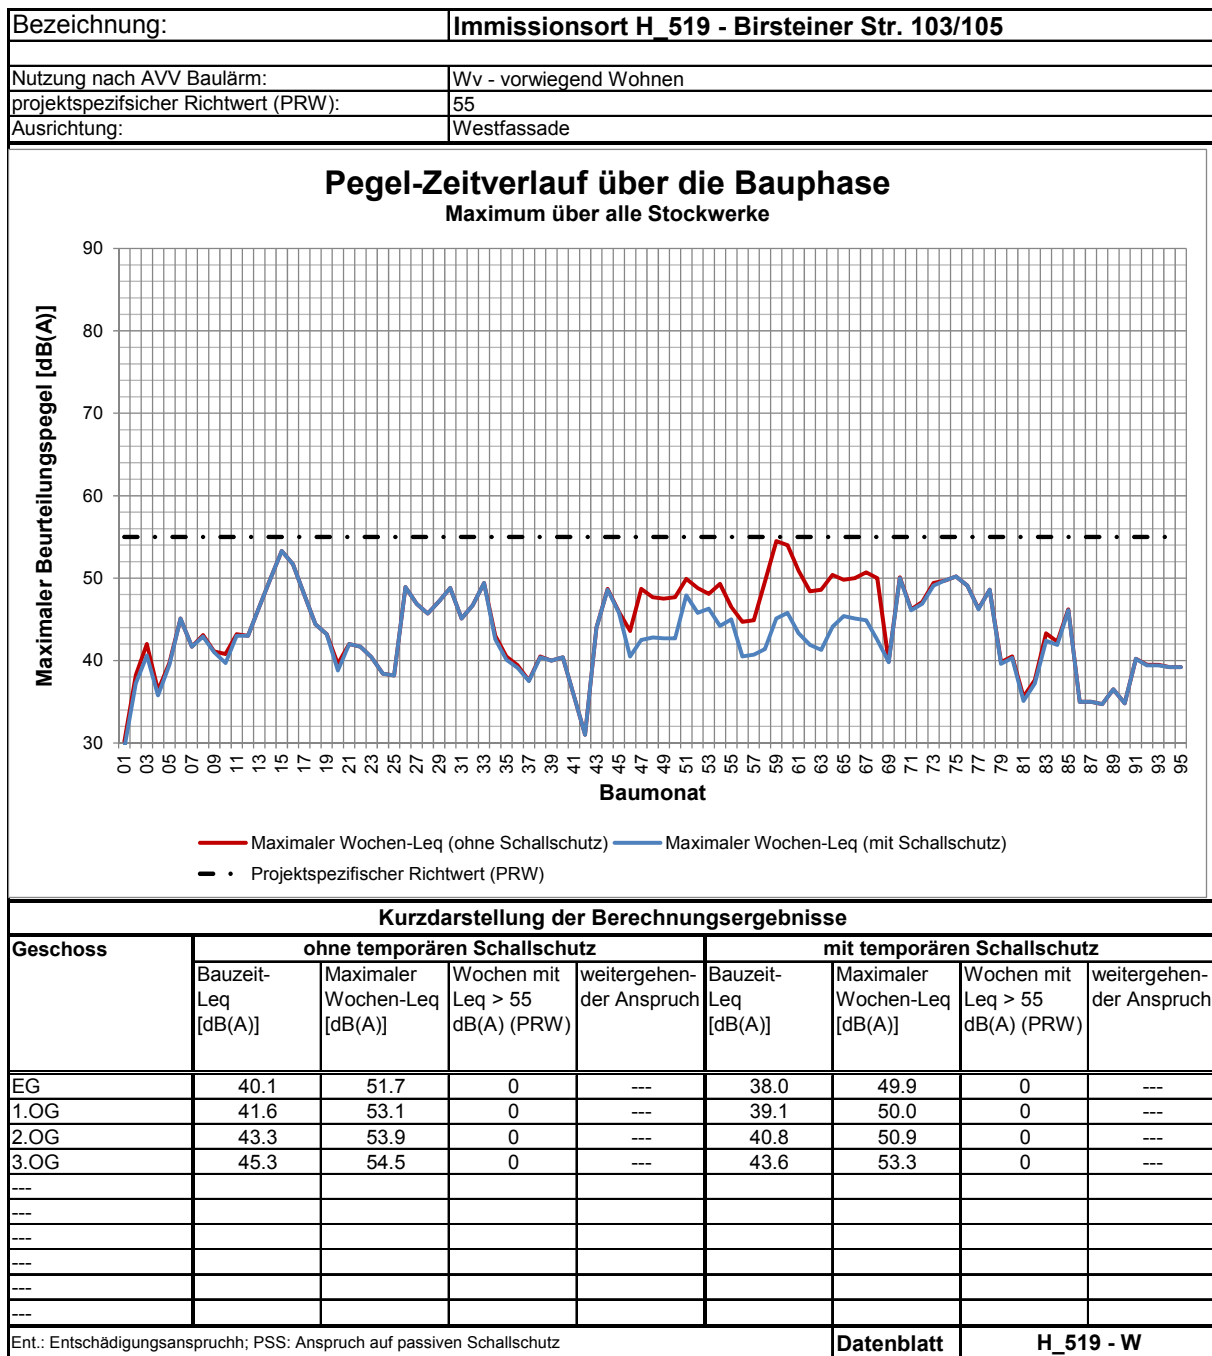 Bezeichnung: Immissionsort H_519 - Birsteiner Str. 103/105
Nutzung nach AVV Baulärm: Wv - vorwiegend Wohnen
projektspezifsicher Richtwert (PRW): 55
Ausrichtung: Westfassade
Pegel-Zeitverlauf über die Bauphase
Maximum über alle Stockwerke
Maximaler Beurteilungspegel [dB(A)]
90
80
70
60
50
40
30
01 03 05 07 09 11 13 15 17 19 21 23 25 27 29 31 33 35 37 39 41 43 45 47 49 51 53 55 57 59 61 63 65 67 69 71 73 75 77 79 81 83 85 87 89 91 93 95
Baumonat
Maximaler Wochen-Leq (ohne Schallschutz) Maximaler Wochen-Leq (mit Schallschutz)
Projektspezifischer Richtwert (PRW)
Kurzdarstellung der Berechnungsergebnisse
Geschoss ohne temporären Schallschutz mit temporären Schallschutz
Bauzeit- Maximaler Wochen mit weitergehen- Bauzeit- Maximaler Wochen mit weitergehen-
Leq Wochen-Leq Leq > 55 der Anspruch Leq Wochen-Leq Leq > 55 der Anspruch
[dB(A)] [dB(A)] dB(A) (PRW) [dB(A)] [dB(A)] dB(A) (PRW)
EG 40.1 51.7 0 --- 38.0 49.9 0 ---
1.OG 41.6 53.1 0 --- 39.1 50.0 0 ---
2.OG 43.3 53.9 0 --- 40.8 50.9 0 ---
3.OG 45.3 54.5 0 --- 43.6 53.3 0 ---
---
---
---
---
---
---
Ent.: Entschädigungsanspruchh; PSS: Anspruch auf passiven Schallschutz Datenblatt H_519 - W